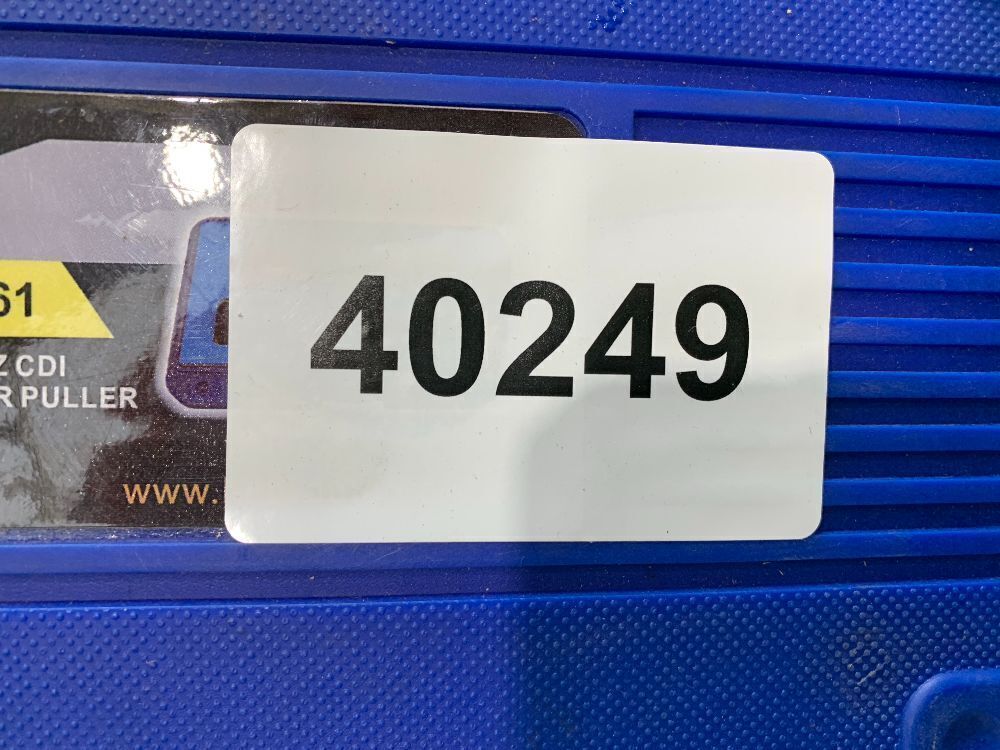 61
Z CDI
R PULLER
www.
40249